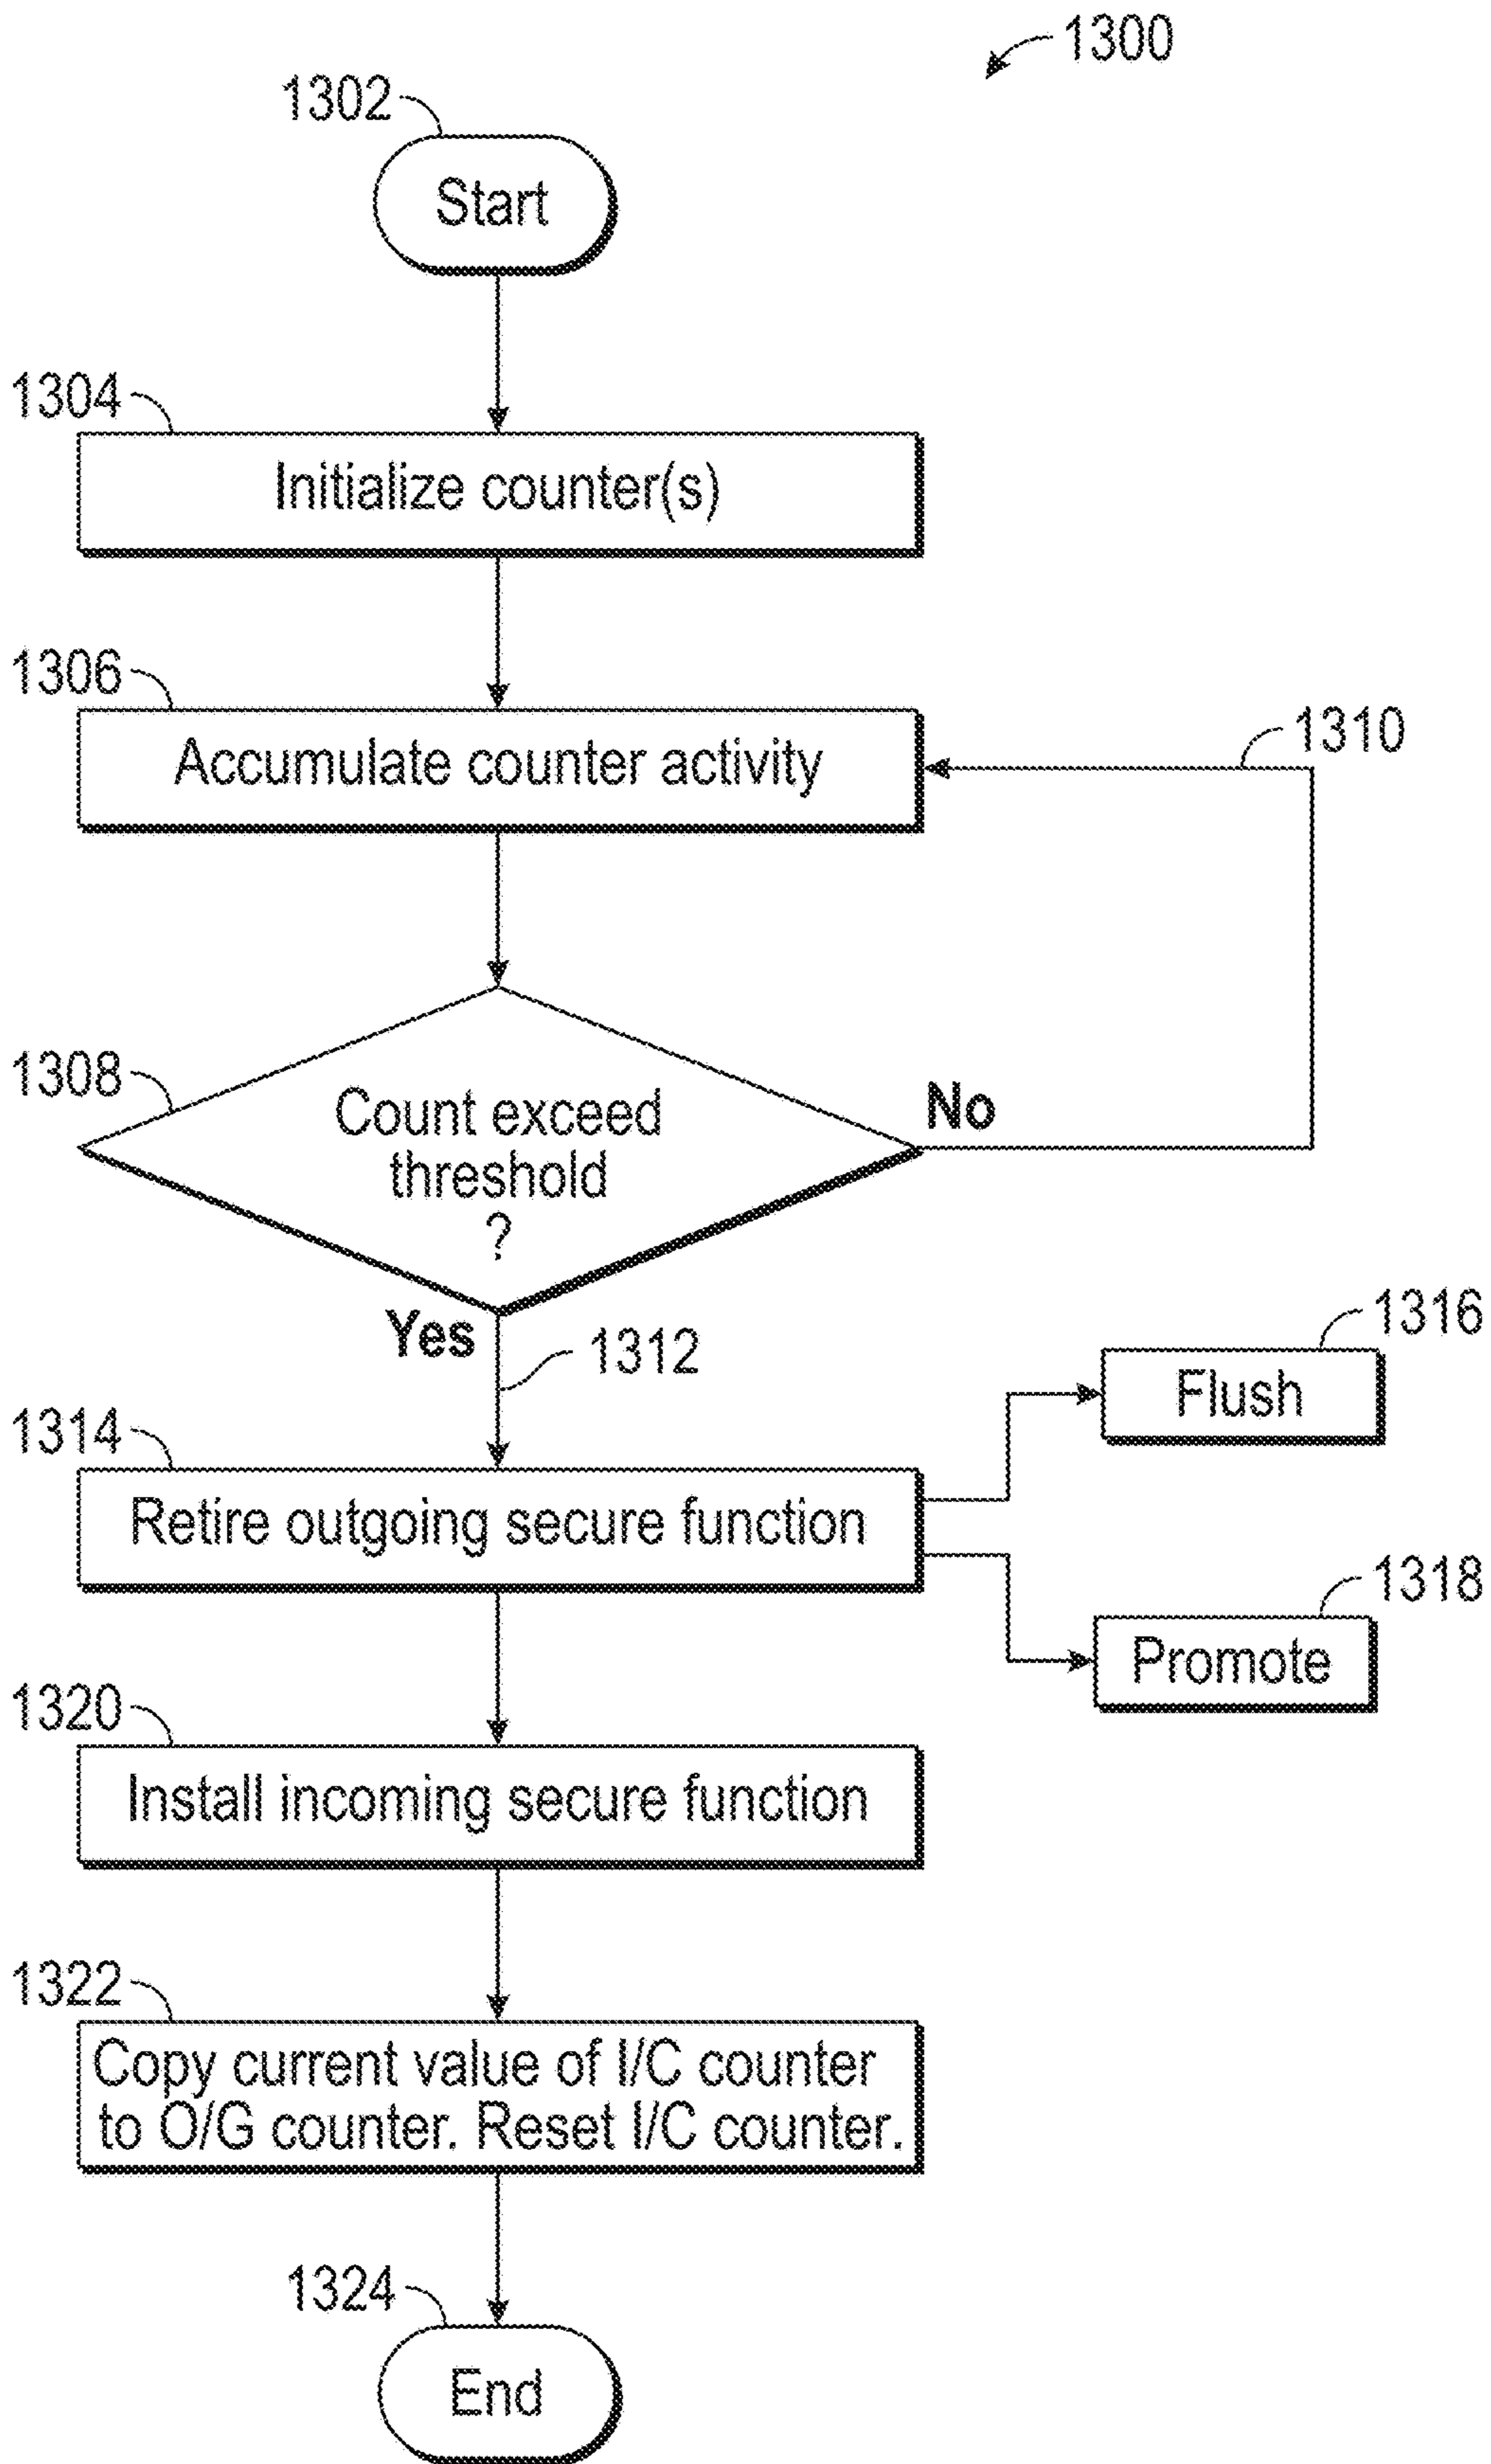 1300
1302
Start
1304
Initialize counter(s)
1306
Accumulate counter activity
1310
1308
Count exceed
threshold
?
No
Yes
1312
1316
Flush
1314
Retire outgoing secure function
1318
Promote
1320
Install incoming secure function
1322
Copy current value of I/C counter
to O/G counter. Reset I/C counter.
1324
End